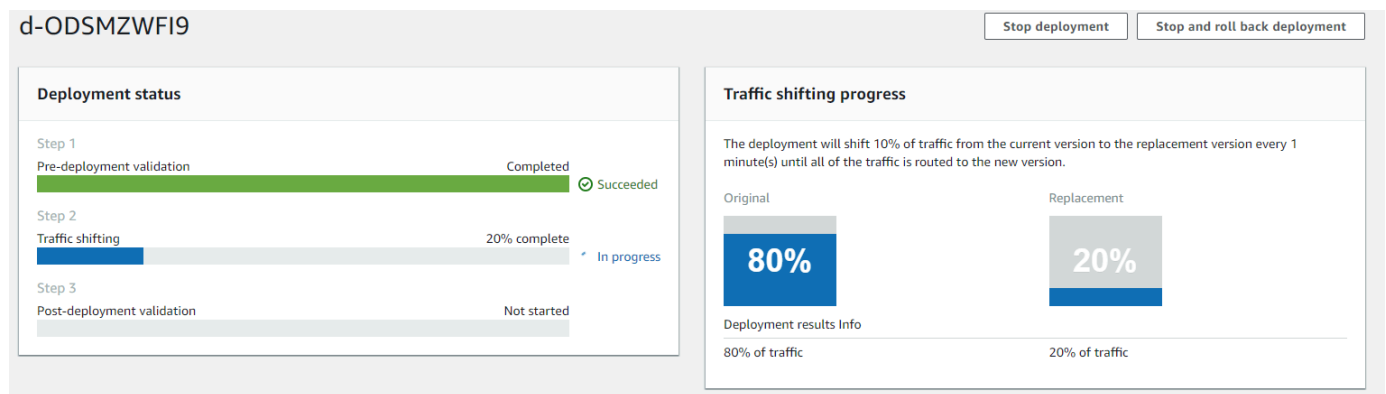 d-ODSMZWFI9
Stop deployment
Stop and roll back deployment
Deployment status
Step 1
Pre-deployment validation
Completed
Succeeded
Step 2
Traffic shifting
20% complete
In progress
Step 3
Post-deployment validation
Not started
Traffic shifting progress
The deployment will shift 10% of traffic from the current version to the replacement version every 1
minute(s) until all of the traffic is routed to the new version.
Original
Replacement
80%
20%
Deployment results Info
80% of traffic
20% of traffic